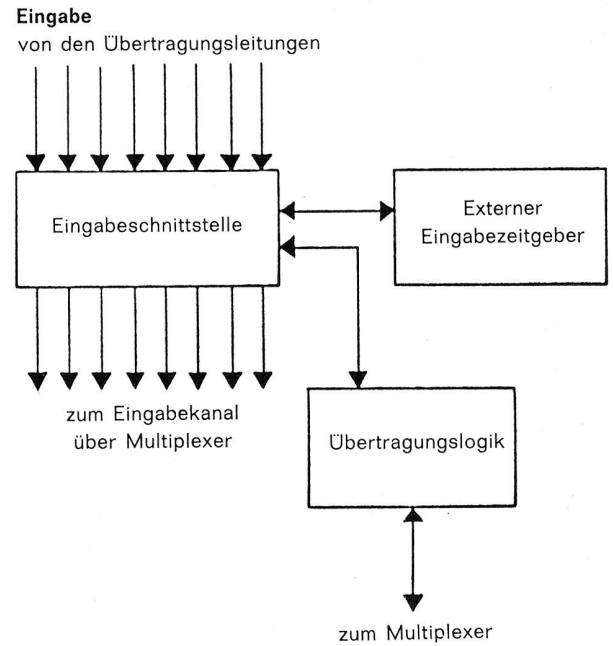 Eingabe
von den Übertragungsleitungen
Eingabeschnittstelle
Externer
Eingabezeitgeber
zum Eingabekanal
über Multiplexer
Übertragungslogik
zum Multiplexer